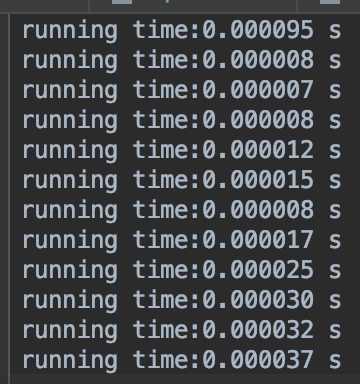 running time:0.000095 s
running time:0.000008 s
running time:0.000007 s
running time:0.000008 s
running time:0.000012 s
running time:0.000015 s
running time:0.000008 s
running time:0.000017 s
running time:0.000025 s
running time:0.000030 s
running time:0.000032 s
running time:0.000037 s